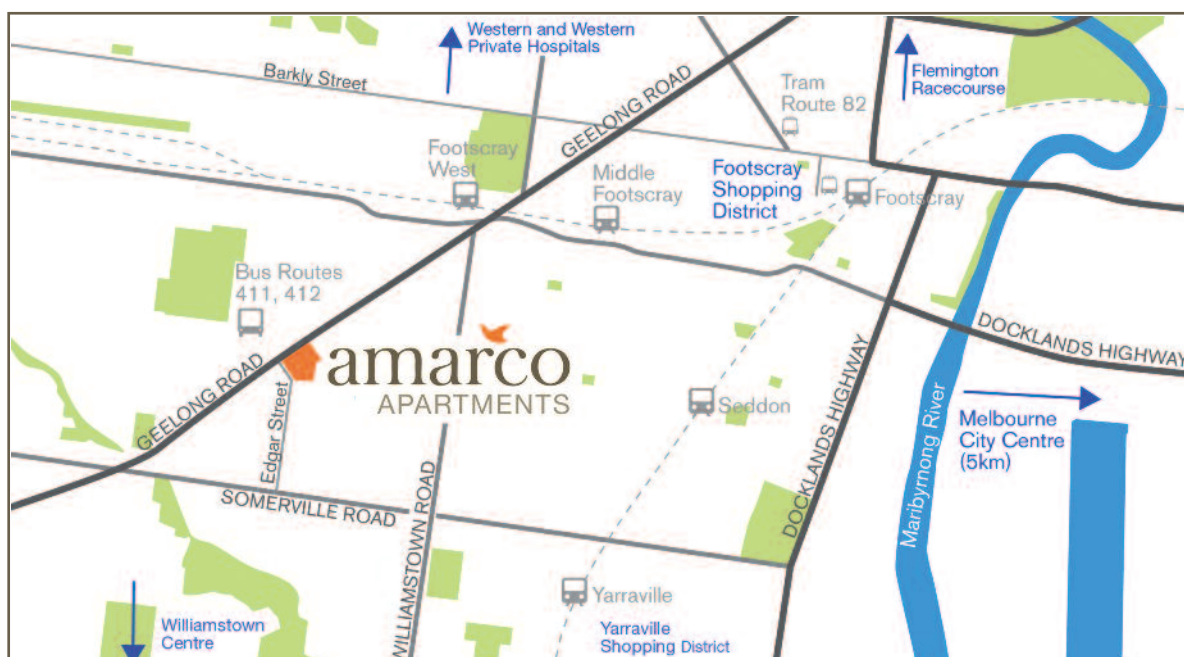 Western and Western
Private Hospitals
Barkly Street
GEELONG ROAD
Tram
Route 82
Flemington
Racecourse
Footscray
West
Middle
Footscray
Footscray
Shopping
District
Footscray
Bus Routes
411, 412
amarco
APARTMENTS
GEELONG ROAD
Edgar Street
DOCKLANDS HIGHWAY
DOCKLANDS HIGHWAY
Seddon
Maribyrnong River
Melbourne
City Centre
(5km)
SOMERVILLE ROAD
WILLIAMSTOWN ROAD
Yarraville
Williamstown
Centre
Yarraville
Shopping District